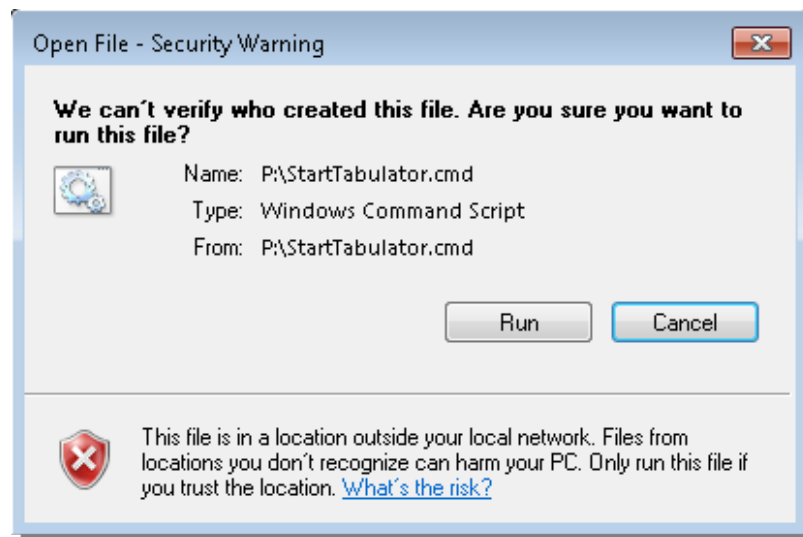 Open File - Security Warning
We can´t verify who created this file. Are you sure you want to
run this file?
Name: P:\StartTabulator.cmd
Type: Windows Command Script
From: P:\StartTabulator.cmd
Run Cancel
This file is in a location outside your local network. Files from
locations you don´t recognize can harm your PC. Only run this file if
you trust the location. What´s the risk?